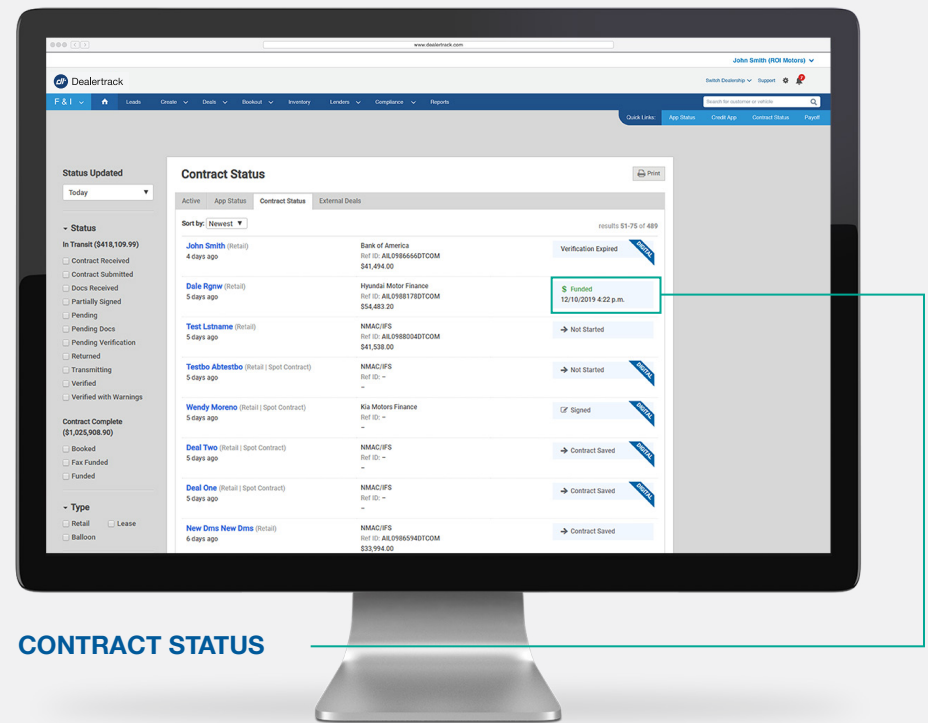 www.dealertrack.com
John Smith (ROI Motors)
dt Dealertrack
Switch Dealership Support
F & I Leads Create Deals Bookout Inventory Lenders Compliance Reports Search for customer or vehicle
Quick Links: App Status Credit App Contract Status Payoff
Status Updated
Today
Status
In Transit ($418,109.99)
Contract Received
Contract Submitted
Docs Received
Partially Signed
Pending
Pending Docs
Pending Verification
Returned
Transmitting
Verified
Verified with Warnings
Contract Complete
($1,025,908.90)
Booked
Fax Funded
Funded
Type
Retail Lease
Balloon
Contract Status Print
Active App Status Contract Status External Deals
Sort by: Newest results 51-75 of 489
John Smith (Retail) Bank of America Verification Expired DIGITAL
4 days ago Ref ID: AIL0986666DTCOM
$41,494.00
Dale Rgnw (Retail) Hyundai Motor Finance $ Funded
5 days ago Ref ID: AIL0988178DTCOM 12/10/2019 4:22 p.m.
$54,483.20
Test Lstname (Retail) NMAC/IFS Not Started
5 days ago Ref ID: AIL0988004DTCOM
$41,538.00
Testbo Abtestbo (Retail | Spot Contract) NMAC/IFS Not Started DIGITAL
5 days ago Ref ID: –
–
Wendy Moreno (Retail | Spot Contract) Kia Motors Finance Signed DIGITAL
5 days ago Ref ID: –
–
Deal Two (Retail | Spot Contract) NMAC/IFS Contract Saved DIGITAL
5 days ago Ref ID: –
–
Deal One (Retail | Spot Contract) NMAC/IFS Contract Saved DIGITAL
5 days ago Ref ID: –
–
New Dms New Dms (Retail) NMAC/IFS Contract Saved
6 days ago Ref ID: AIL0986594DTCOM
$33,994.00
CONTRACT STATUS